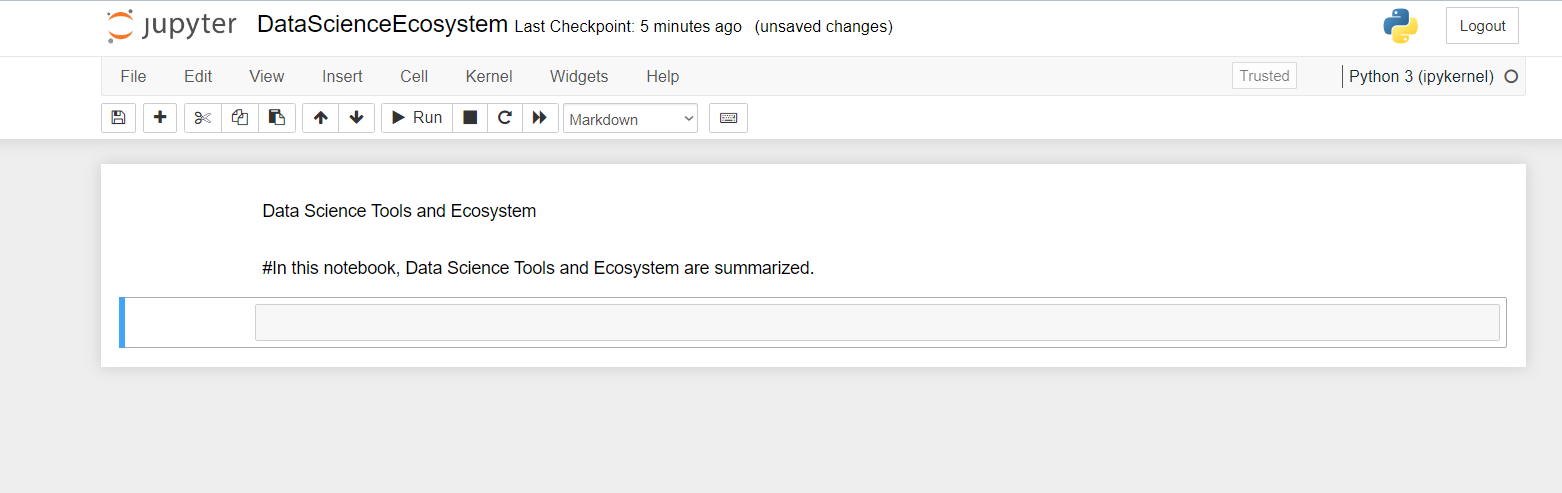 jupyter DataScienceEcosystem Last Checkpoint: 5 minutes ago (unsaved changes) Logout
File Edit View Insert Cell Kernel Widgets Help Trusted Python 3 (ipykernel)
Run Markdown
Data Science Tools and Ecosystem
#In this notebook, Data Science Tools and Ecosystem are summarized.